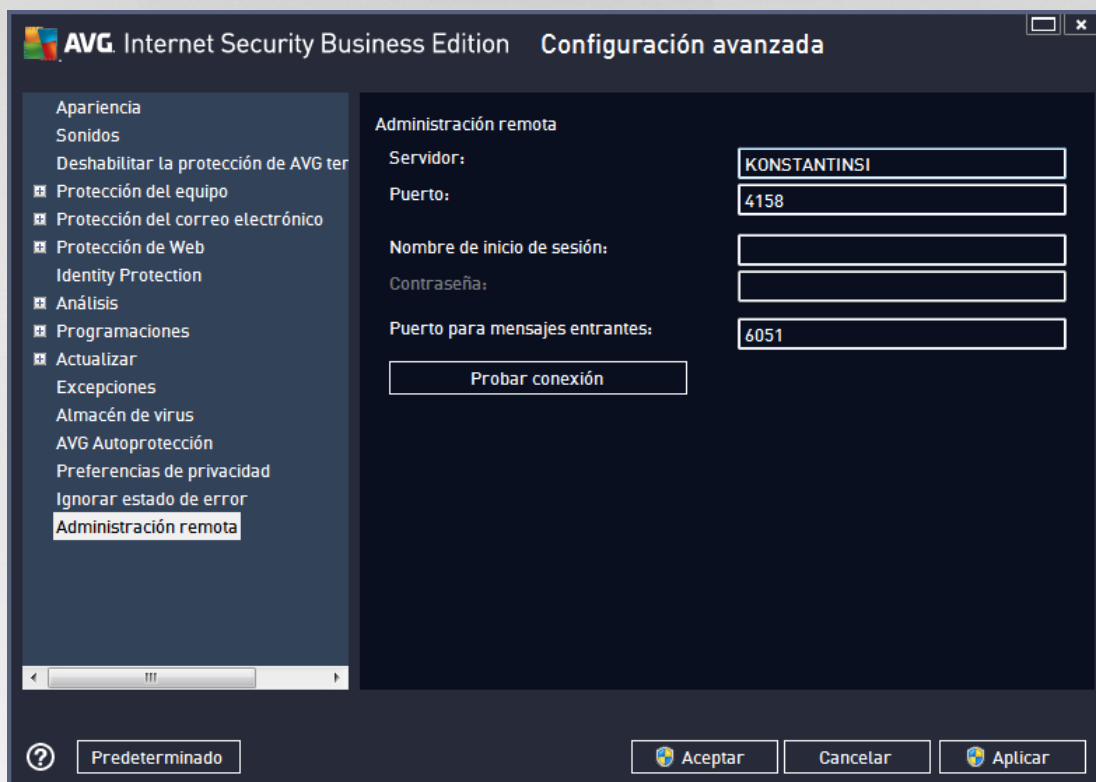 AVG. Internet Security Business Edition Configuración avanzada
Apariencia
Sonidos
Deshabilitar la protección de AVG ter
Protección del equipo
Protección del correo electrónico
Protección de Web
Identity Protection
Análisis
Programaciones
Actualizar
Excepciones
Almacén de virus
AVG Autoprotección
Preferencias de privacidad
Ignorar estado de error
Administración remota
Administración remota
Servidor: KONSTANTINSI
Puerto: 4158
Nombre de inicio de sesión:
Contraseña:
Puerto para mensajes entrantes: 6051
Probar conexión
Predeterminado
Aceptar
Cancelar
Aplicar